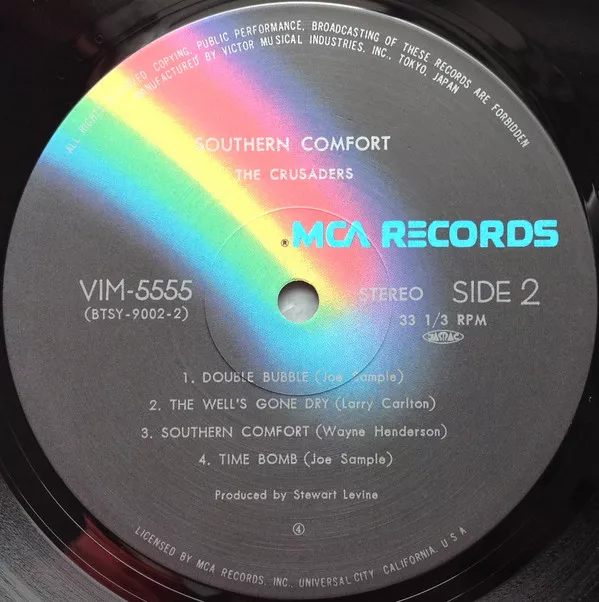 ALL RIGHTS RESERVED COPYING, PUBLIC PERFORMANCE, BROADCASTING OF THESE RECORDS ARE FORBIDDEN
MANUFACTURED BY VICTOR MUSICAL INDUSTRIES, INC., TOKYO, JAPAN
SOUTHERN COMFORT
THE CRUSADERS
® MCA RECORDS
VIM-5555
(BTSY-9002-2)
STEREO SIDE 2
33 1/3 RPM
JASRAC
1. DOUBLE BUBBLE (Joe Sample)
2. THE WELL'S GONE DRY (Larry Carlton)
3. SOUTHERN COMFORT (Wayne Henderson)
4. TIME BOMB (Joe Sample)
Produced by Stewart Levine
④
LICENSED BY MCA RECORDS, INC., UNIVERSAL CITY, CALIFORNIA, U S A